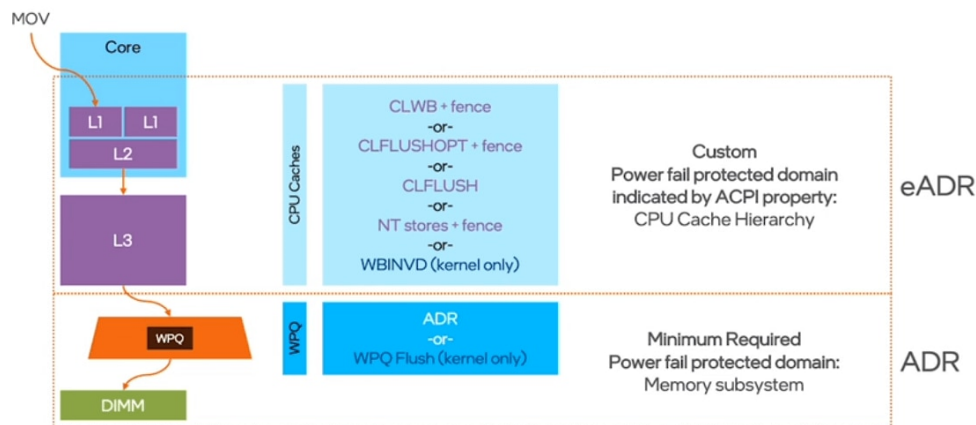 MOV
Core
L1
L1
L2
L3
WPQ
DIMM
CPU Caches
CLWB + fence
-or-
CLFLUSHOPT + fence
-or-
CLFLUSH
-or-
NT stores + fence
-or-
WBINVD (kernel only)
Custom
Power fail protected domain
indicated by ACPI property:
CPU Cache Hierarchy
eADR
WPQ
ADR
-or-
WPQ Flush (kernel only)
Minimum Required
Power fail protected domain:
Memory subsystem
ADR